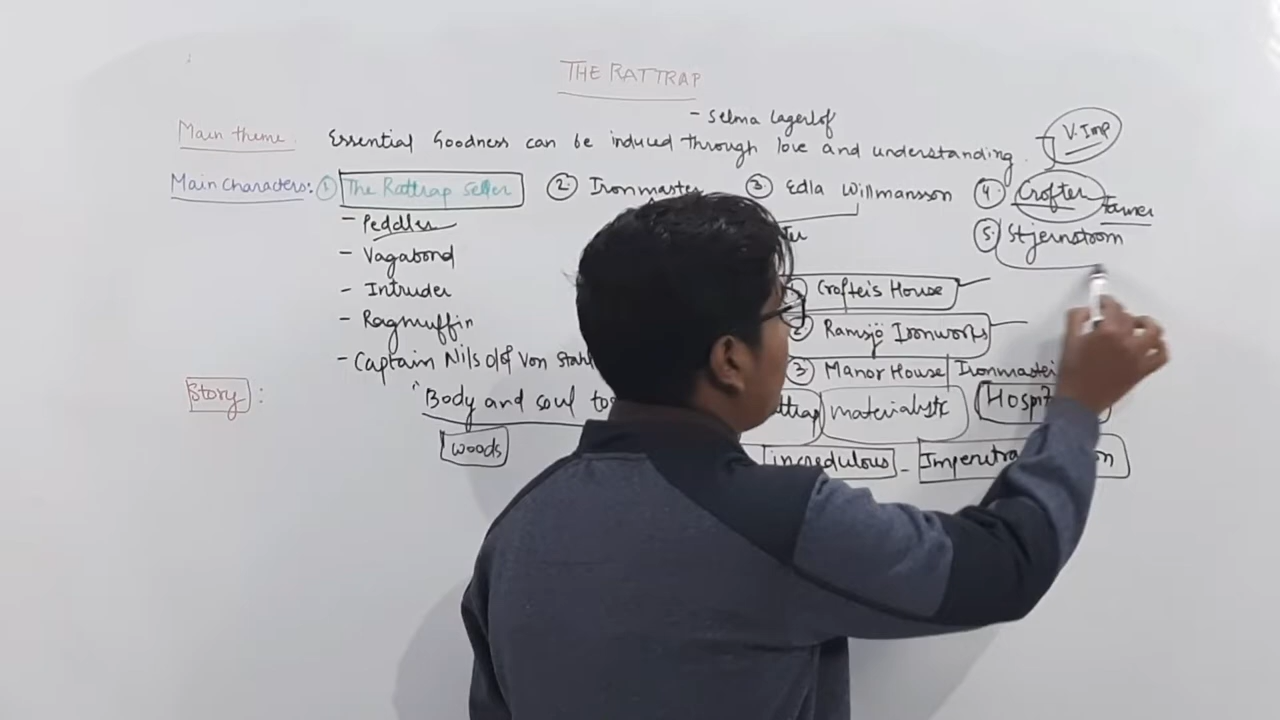 THE RATTRAP
- Selma Lagerlof
Main theme. Essential Goodness can be induced through love and understanding. V. Imp
Main Characters: ① The Rattrap Seller ② Ironmaster ③ Edla Willmansson ④ Crofter Farmer
- Peddler
⑤ Stjernstrom
- Vagabond
- Intruder
Crofter's House
- Ragmuffin
② Ramsjö Ironworks
- Captain Nils olof Von Stahl
③ Manor House
Story :
"Body and soul
materialistic
woods
incredulous -